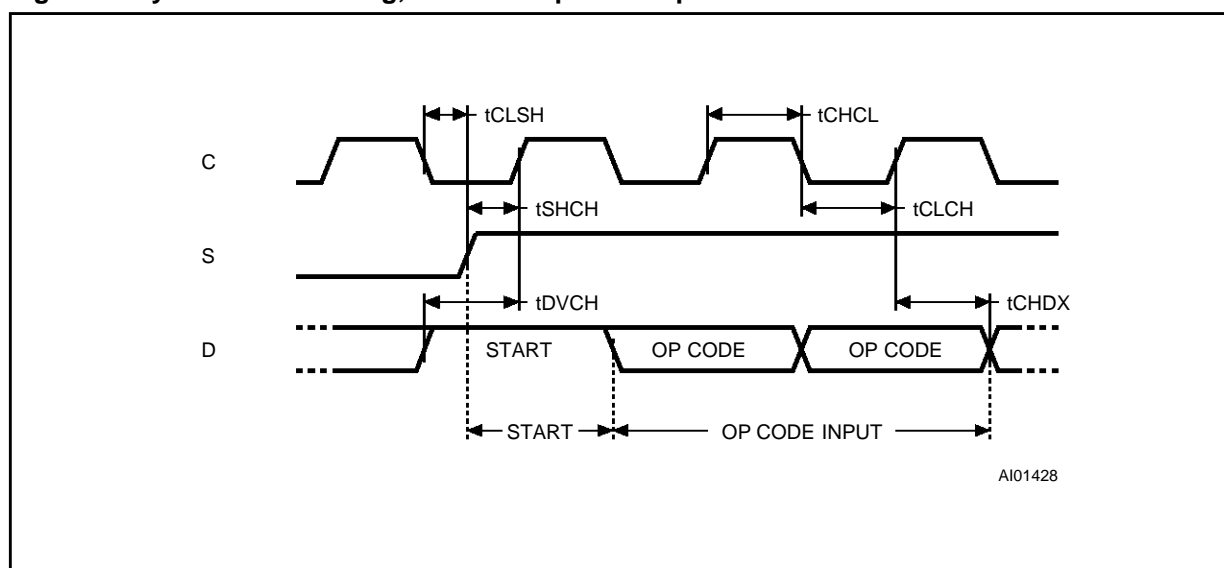 tCLSH
tCHCL
C
tSHCH
tCLCH
S
tDVCH
tCHDX
D
START
OP CODE
OP CODE
START
OP CODE INPUT
AI01428